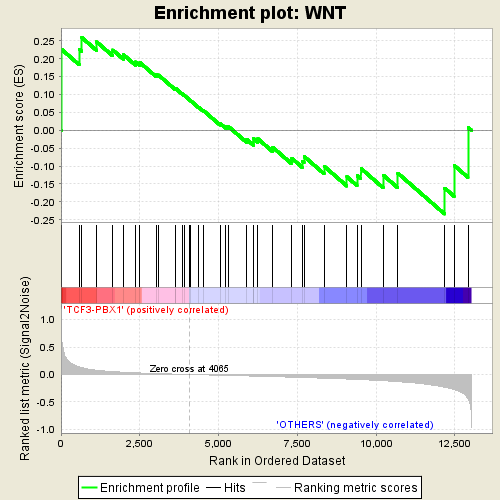 Enrichment plot: WNT
Enrichment score (ES)
0.25
0.20
0.15
0.10
0.05
0.00
-0.05
-0.10
-0.15
-0.20
-0.25
'TCF3-PBX1' (positively correlated)
Ranked list metric (Signal2Noise)
1.0
0.5
0.0
-0.5
-1.0
Zero cross at 4065
'OTHERS' (negatively correlated)
0
2,500
5,000
7,500
10,000
12,500
Rank in Ordered Dataset
Enrichment profile
Hits
Ranking metric scores